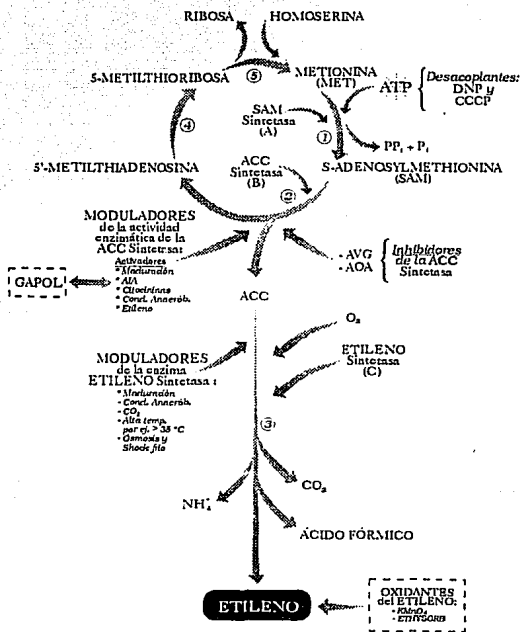 RIBOSA
HOMOSERINA
5-METILTHIORIBOSA
⑤
METIONINA
(MET)
ATP
Desacoplantes:
DNP y
CCCP
SAM
Sintetasa
(A)
④
①
PPi + Pi
5'-METILTHIADENOSINA
ACC
Sintetasa
(B)
S-ADENOSYLMETHIONINA
(SAM)
②
MODULADORES
de la actividad
enzimática de la
ACC Sintetasa:
Activadores
* Maduración
* AIA
* Citocininas
* Cond. Anaerób.
* Etileno
GAPOL
- AVG
- AOA
Inhibidores
de la ACC
Sintetasa
ACC
O₂
MODULADORES
de la enzima
ETILENO Sintetasa :
* Maduración
- Cond. Anaerób.
- CO₂
- Alta temp.
por ej. > 35 °C
- Osmosis y
Shock frío
ETILENO
Sintetasa
(C)
③
CO₂
NH₄⁺
ÁCIDO FÓRMICO
ETILENO
OXIDANTES
del ETILENO:
- KMnO₄
- ETHYSORB